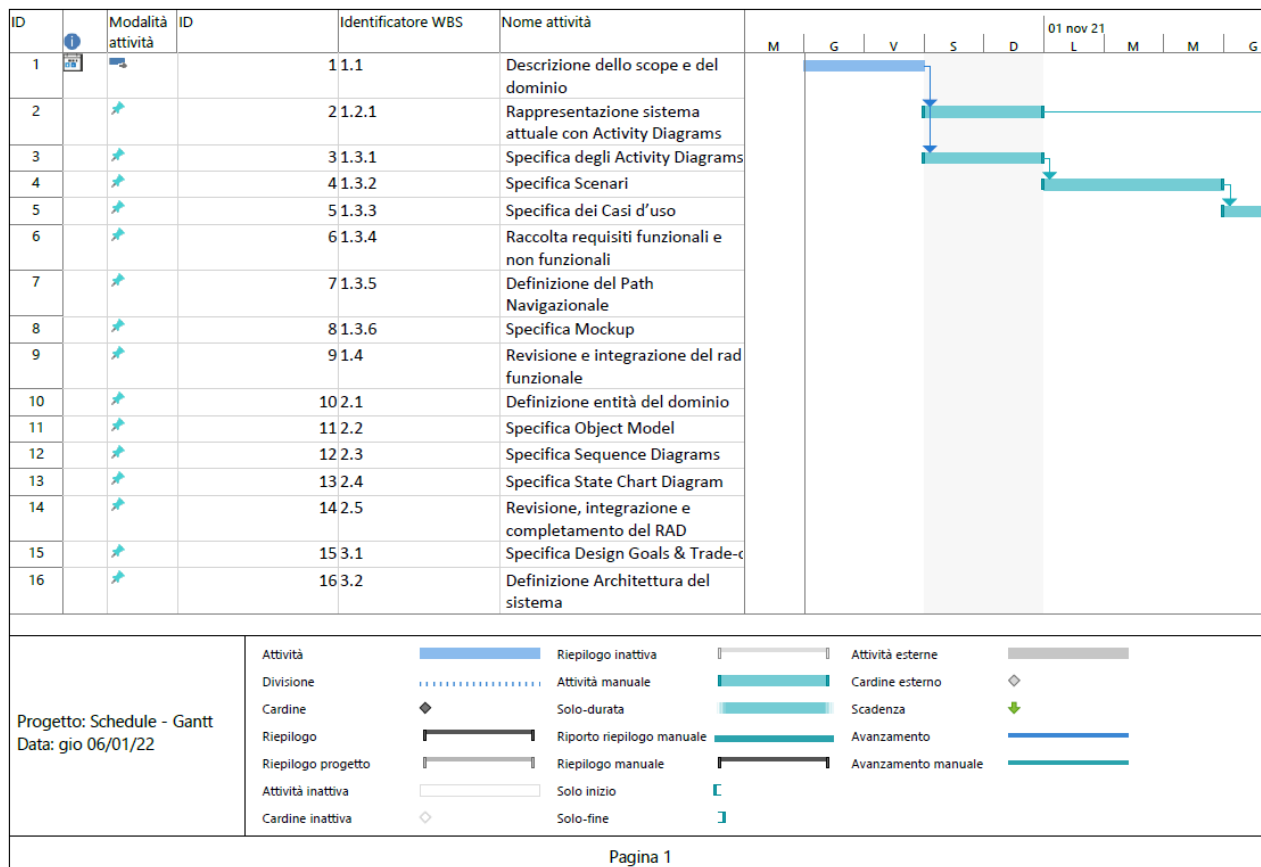 ID Modalità attività ID Identificatore WBS Nome attività
01 nov 21
M G V S D L M M G
1 1 1.1 Descrizione dello scope e del
dominio
2 2 1.2.1 Rappresentazione sistema
attuale con Activity Diagrams
3 3 1.3.1 Specifica degli Activity Diagrams
4 4 1.3.2 Specifica Scenari
5 5 1.3.3 Specifica dei Casi d’uso
6 6 1.3.4 Raccolta requisiti funzionali e
non funzionali
7 7 1.3.5 Definizione del Path
Navigazionale
8 8 1.3.6 Specifica Mockup
9 9 1.4 Revisione e integrazione del rad
funzionale
10 10 2.1 Definizione entità del dominio
11 11 2.2 Specifica Object Model
12 12 2.3 Specifica Sequence Diagrams
13 13 2.4 Specifica State Chart Diagram
14 14 2.5 Revisione, integrazione e
completamento del RAD
15 15 3.1 Specifica Design Goals & Trade-
16 16 3.2 Definizione Architettura del
sistema
Progetto: Schedule - Gantt
Data: gio 06/01/22
Attività
Divisione
Cardine
Riepilogo
Riepilogo progetto
Attività inattiva
Cardine inattiva
Riepilogo inattiva
Attività manuale
Solo-durata
Riporto riepilogo manuale
Riepilogo manuale
Solo inizio
Solo-fine
Attività esterne
Cardine esterno
Scadenza
Avanzamento
Avanzamento manuale
Pagina 1